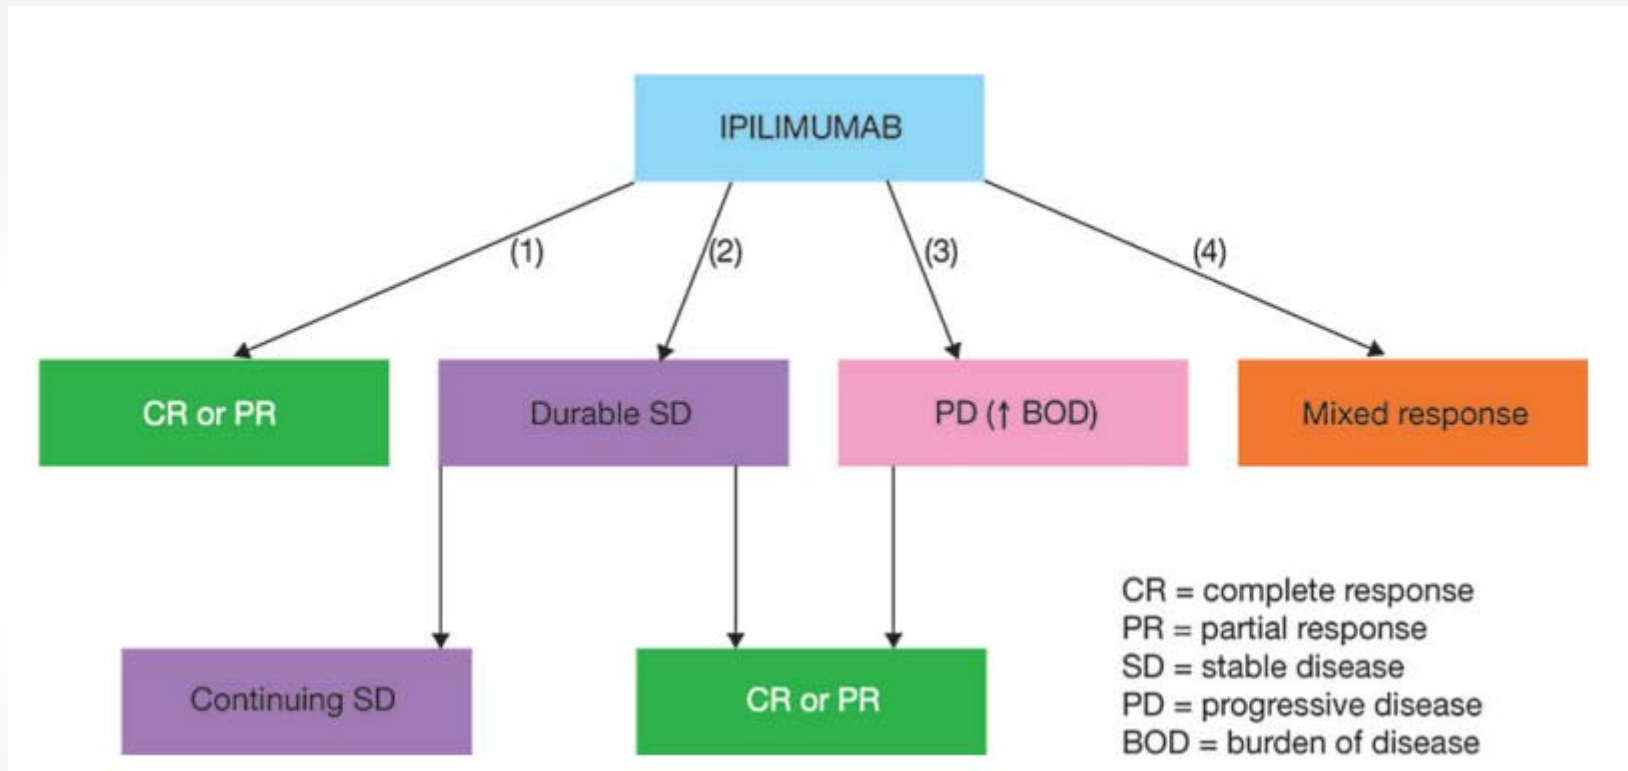 IPILIMUMAB
(1)
(2)
(3)
(4)
CR or PR
Durable SD
PD (↑ BOD)
Mixed response
Continuing SD
CR or PR
CR = complete response
PR = partial response
SD = stable disease
PD = progressive disease
BOD = burden of disease